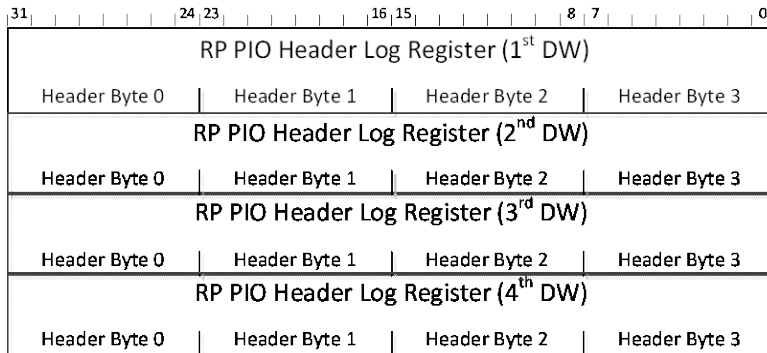 31 24 23 16 15 8 7 0
RP PIO Header Log Register (1st DW)
Header Byte 0 Header Byte 1 Header Byte 2 Header Byte 3
RP PIO Header Log Register (2nd DW)
Header Byte 0 Header Byte 1 Header Byte 2 Header Byte 3
RP PIO Header Log Register (3rd DW)
Header Byte 0 Header Byte 1 Header Byte 2 Header Byte 3
RP PIO Header Log Register (4th DW)
Header Byte 0 Header Byte 1 Header Byte 2 Header Byte 3